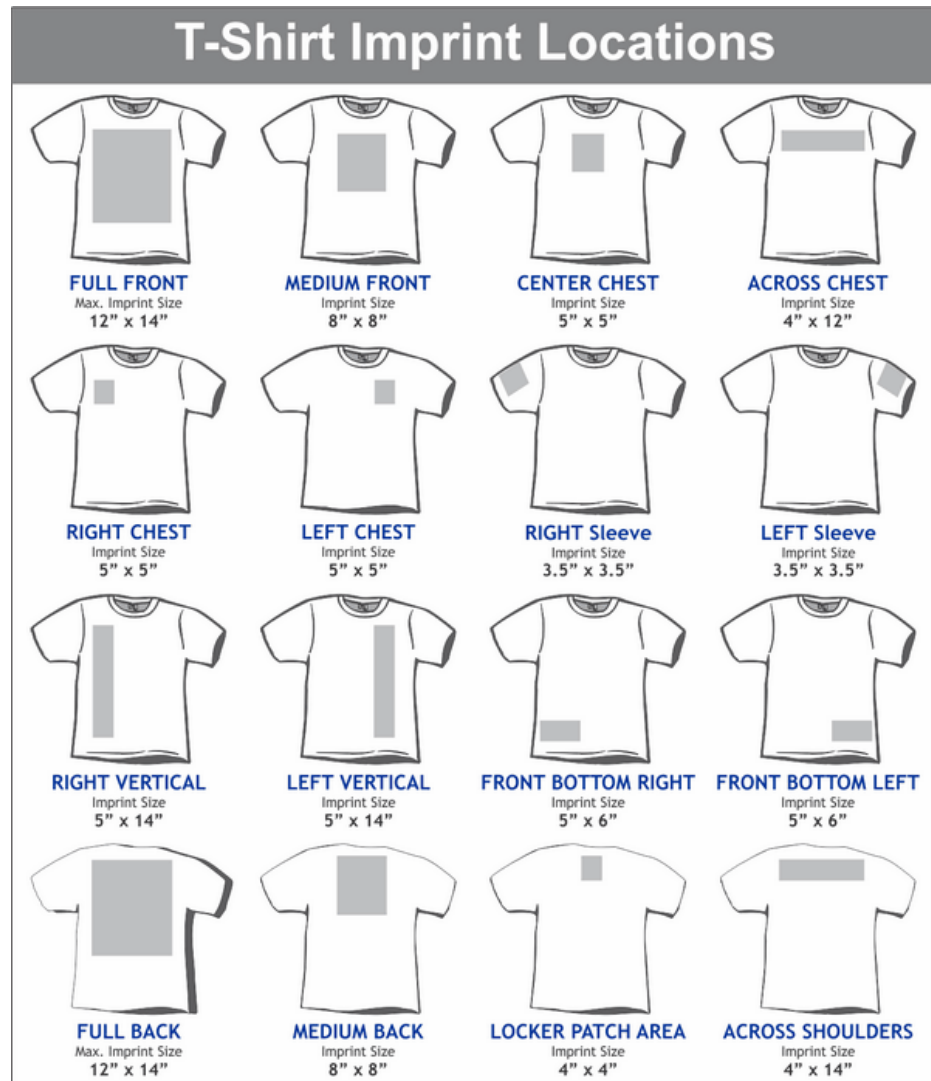 T-Shirt Imprint Locations
FULL FRONT
Max. Imprint Size
12” x 14”
MEDIUM FRONT
Imprint Size
8” x 8”
CENTER CHEST
Imprint Size
5” x 5”
ACROSS CHEST
Imprint Size
4” x 12”
RIGHT CHEST
Imprint Size
5” x 5”
LEFT CHEST
Imprint Size
5” x 5”
RIGHT Sleeve
Imprint Size
3.5” x 3.5”
LEFT Sleeve
Imprint Size
3.5” x 3.5”
RIGHT VERTICAL
Imprint Size
5” x 14”
LEFT VERTICAL
Imprint Size
5” x 14”
FRONT BOTTOM RIGHT
Imprint Size
5” x 6”
FRONT BOTTOM LEFT
Imprint Size
5” x 6”
FULL BACK
Max. Imprint Size
12” x 14”
MEDIUM BACK
Imprint Size
8” x 8”
LOCKER PATCH AREA
Imprint Size
4” x 4”
ACROSS SHOULDERS
Imprint Size
4” x 14”